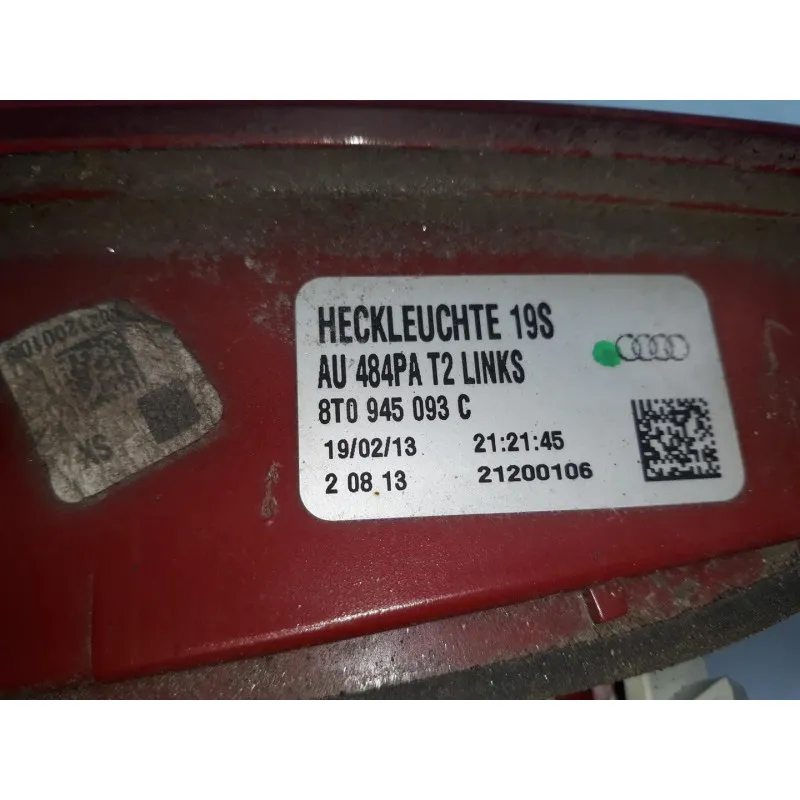 HECKLEUCHTE 19S
AU 484PA T2 LINKS
8T0 945 093 C
19/02/13 21:21:45
2 08 13 21200106
SX